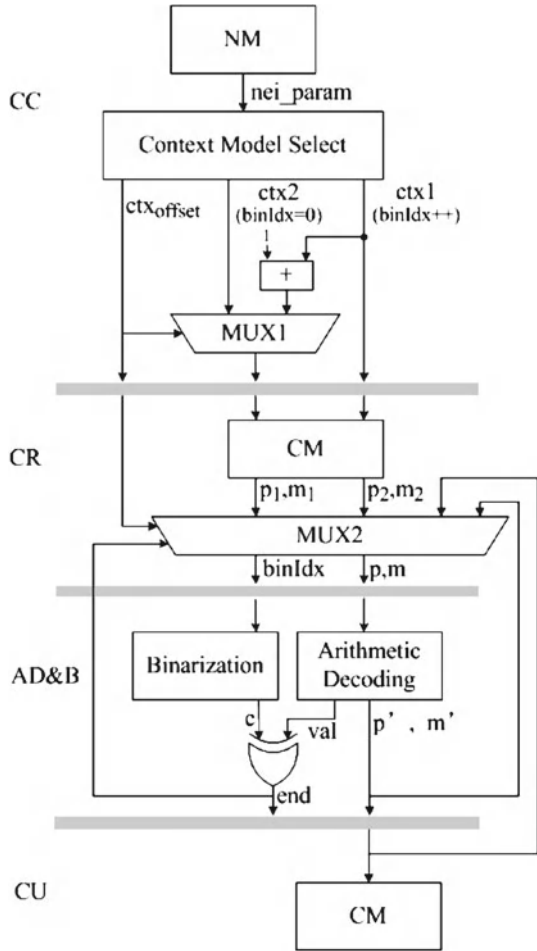 NM
CC
nei_param
Context Model Select
ctx2
ctx1
ctxoffset
(binIdx=0)
(binIdx++)
1
+
MUX1
CR
CM
p1,m1
p2,m2
MUX2
binIdx
p,m
AD&B
Binarization
Arithmetic
Decoding
c
val
p' , m'
end
CU
CM